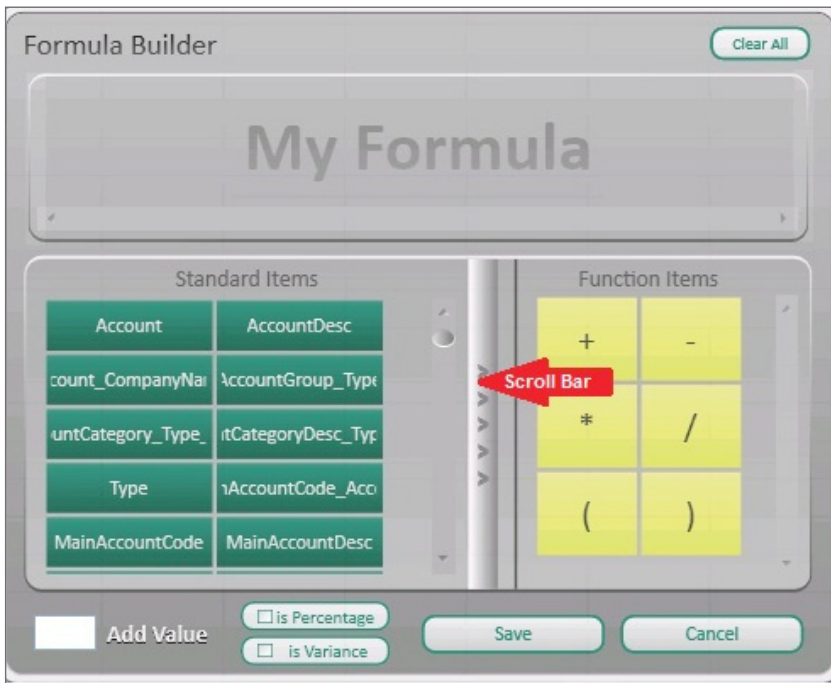 Formula Builder
Clear All
My Formula
Standard Items
Function Items
Account
AccountDesc
+
-
count_CompanyNa
AccountGroup_Type
Scroll Bar
untCategory_Type_
tCategoryDesc_Typ
*
/
Type
AccountCode_Acc
(
)
MainAccountCode
MainAccountDesc
Add Value
is Percentage
is Variance
Save
Cancel